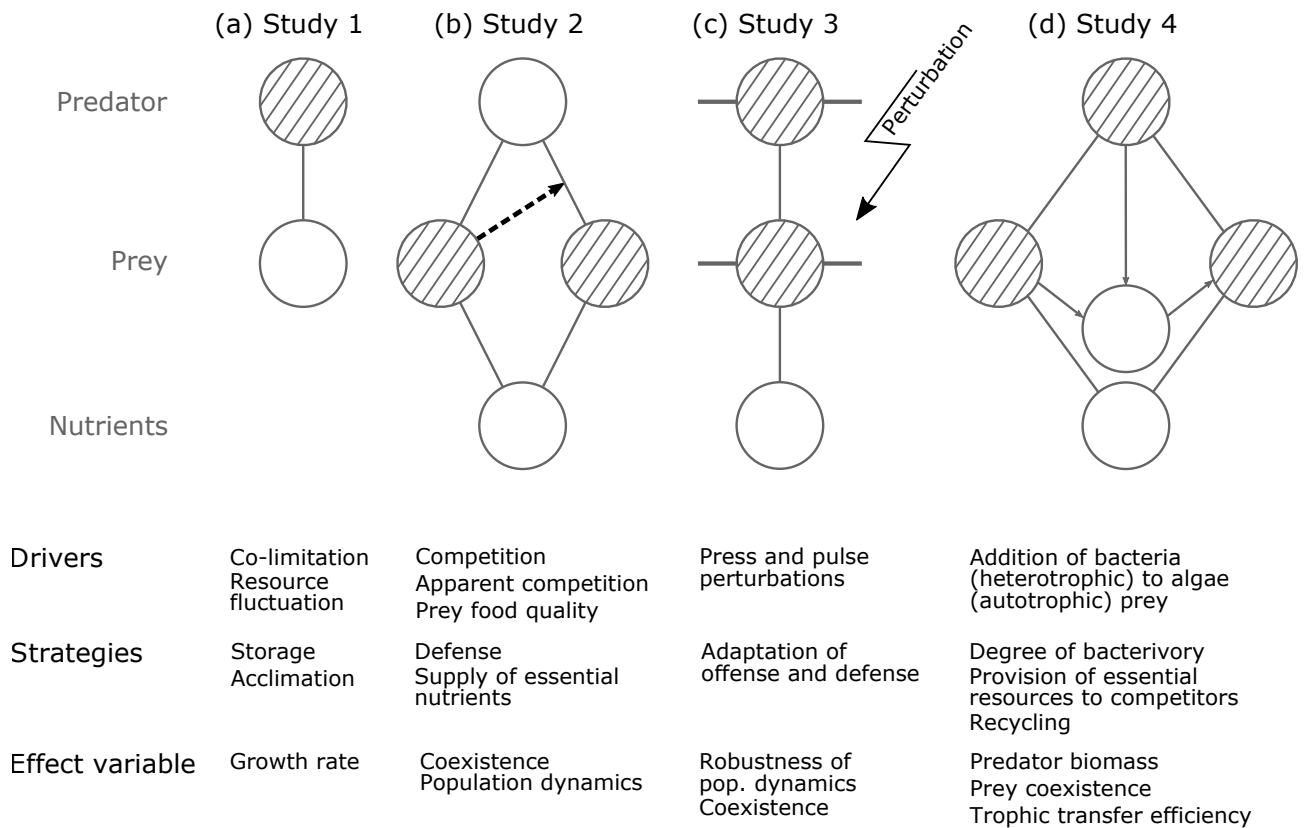 (a) Study 1
(b) Study 2
(c) Study 3
(d) Study 4
Perturbation
Predator
Prey
Nutrients
Drivers
Co-limitation
Resource
fluctuation
Competition
Apparent competition
Prey food quality
Press and pulse
perturbations
Addition of bacteria
(heterotrophic) to algae
(autotrophic) prey
Strategies
Storage
Acclimation
Defense
Supply of essential
nutrients
Adaptation of
offense and defense
Degree of bacterivory
Provision of essential
resources to competitors
Recycling
Effect variable
Growth rate
Coexistence
Population dynamics
Robustness of
pop. dynamics
Coexistence
Predator biomass
Prey coexistence
Trophic transfer efficiency